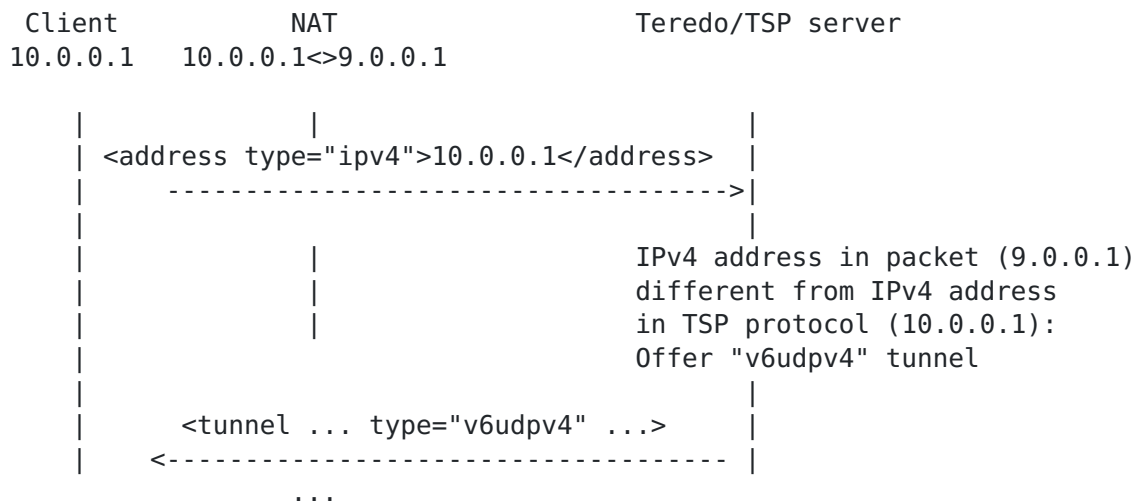 Client           NAT                    Teredo/TSP server
10.0.0.1   10.0.0.1<>9.0.0.1
<address type="ipv4">10.0.0.1</address>
------------------------------------>
IPv4 address in packet (9.0.0.1)
different from IPv4 address
in TSP protocol (10.0.0.1):
Offer "v6udpv4" tunnel
<tunnel ... type="v6udpv4" ...>
<------------------------------------
...